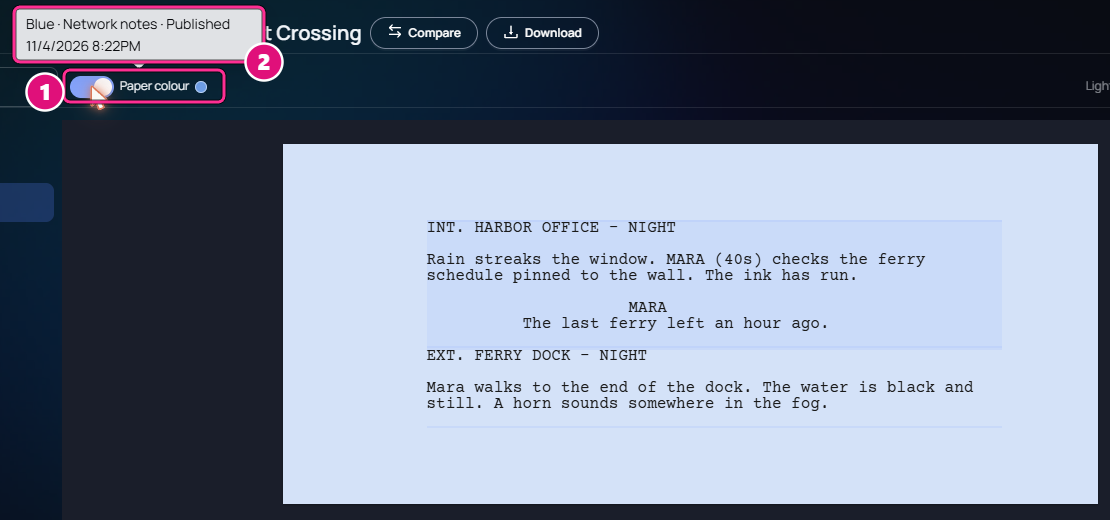 Blue · Network notes · Published
11/4/2026 8:22PM
t Crossing
Compare
Download
2
1
Paper colour
Ligh
INT. HARBOR OFFICE - NIGHT
Rain streaks the window. MARA (40s) checks the ferry
schedule pinned to the wall. The ink has run.
MARA
The last ferry left an hour ago.
EXT. FERRY DOCK - NIGHT
Mara walks to the end of the dock. The water is black and
still. A horn sounds somewhere in the fog.